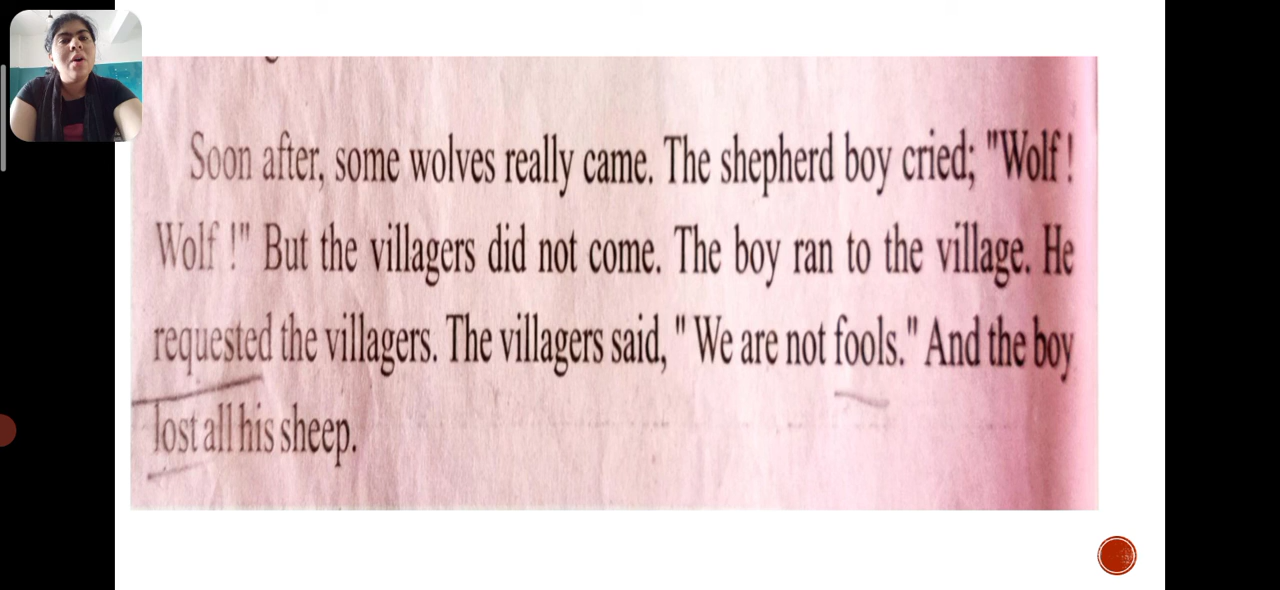 Soon after, some wolves really came. The shepherd boy cried; "Wolf !
Wolf !" But the villagers did not come. The boy ran to the village. He
requested the villagers. The villagers said, " We are not fools." And the boy
lost all his sheep.